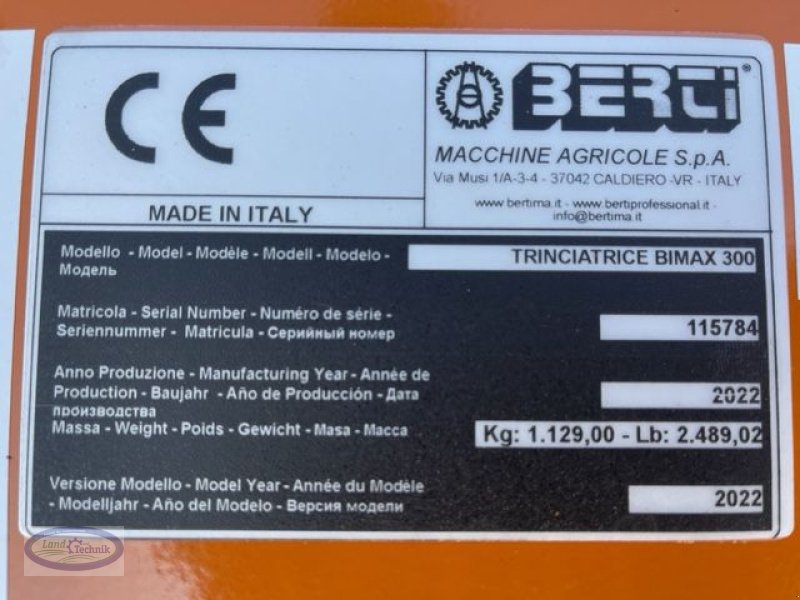 CE
BERTI®
MACCHINE AGRICOLE S.p.A.
Via Musi 1/A-3-4 - 37042 CALDIERO -VR - ITALY
www.bertima.it - www.bertiprofessional.it -
info@bertima.it
MADE IN ITALY
Modello - Model - Modèle - Modell - Modelo -
Модель
TRINCIATRICE BIMAX 300
Matricola - Serial Number - Numéro de série -
Seriennummer - Matricula - Серийный номер
115784
Anno Produzione - Manufacturing Year - Année de
Production - Baujahr - Año de Producción - Дата
производства
2022
Massa - Weight - Poids - Gewicht - Masa - Масса
Kg: 1.129,00 - Lb: 2.489,02
Versione Modello - Model Year - Année du Modèle
- Modelljahr - Año del Modelo - Версия модели
2022
Land Technik